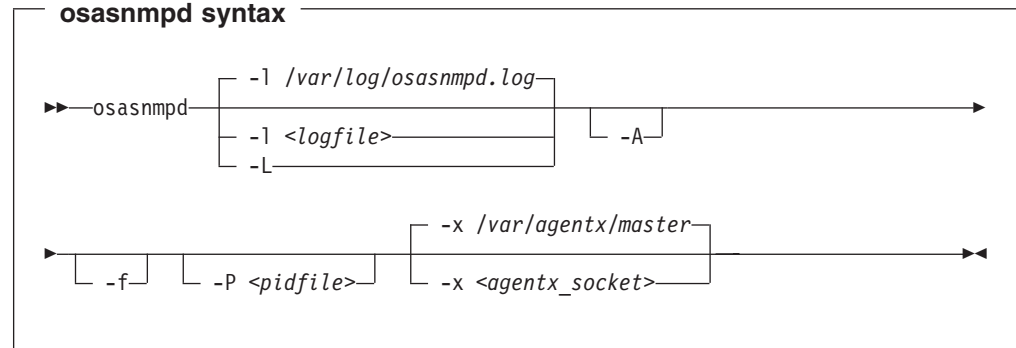 osasnmpd syntax
-l /var/log/osasnmpd.log
osasnmpd
-l <logfile>
-A
-L
-x /var/agentx/master
-f
-P <pidfile>
-x <agentx_socket>